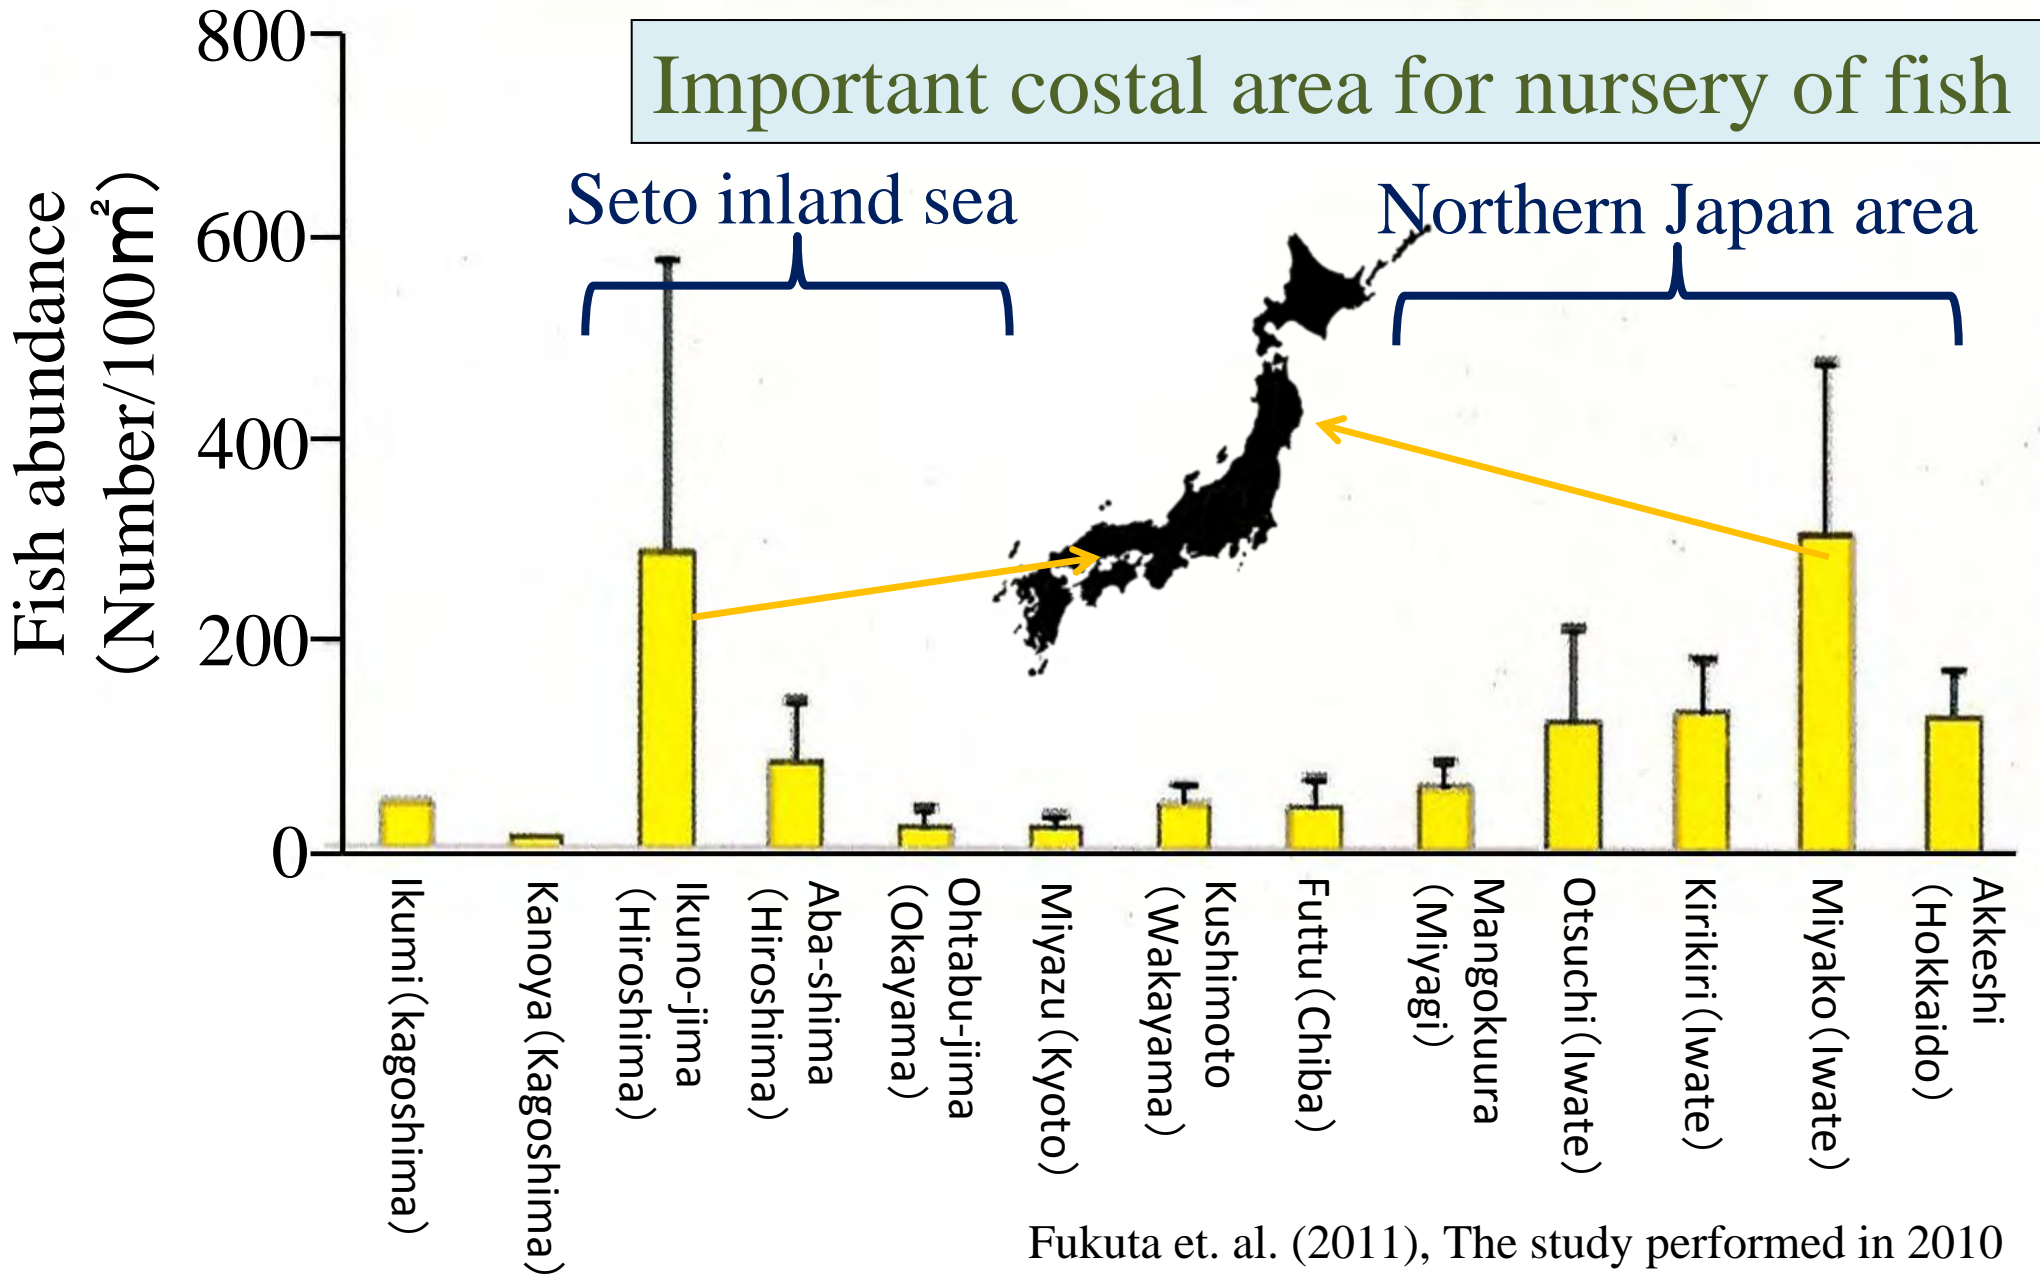 Important costal area for nursery of fish
Seto inland sea
Northern Japan area
Fish abundance
(Number/100㎡)
800
600
400
200
0
Ikumi(kagoshima)
Kanoya(Kagoshima)
Ikuno-jima
(Hiroshima)
Aba-shima
(Hiroshima)
Ohtabu-jima
(Okayama)
Miyazu(Kyoto)
Kushimoto
(Wakayama)
Futtu(Chiba)
Mangokuura
(Miyagi)
Otsuchi(Iwate)
Kirikiri(Iwate)
Miyako(Iwate)
Akkeshi
(Hokkaido)
Fukuta et. al. (2011), The study performed in 2010